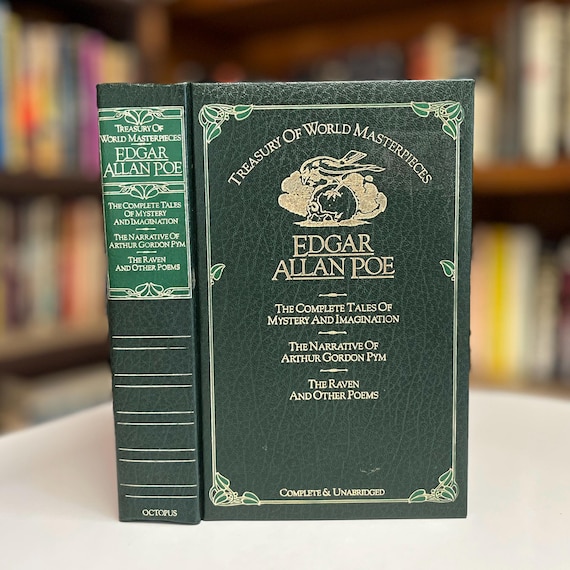 Treasury Of
World Masterpieces
Edgar
Allan Poe
The Complete Tales
Of Mystery
And Imagination
The Narrative Of
Arthur Gordon Pym
The Raven
And Other Poems
OCTOPUS
Treasury Of World Masterpieces
Edgar
Allan Poe
The Complete Tales Of
Mystery And Imagination
The Narrative Of
Arthur Gordon Pym
The Raven
And Other Poems
Complete & Unabridged